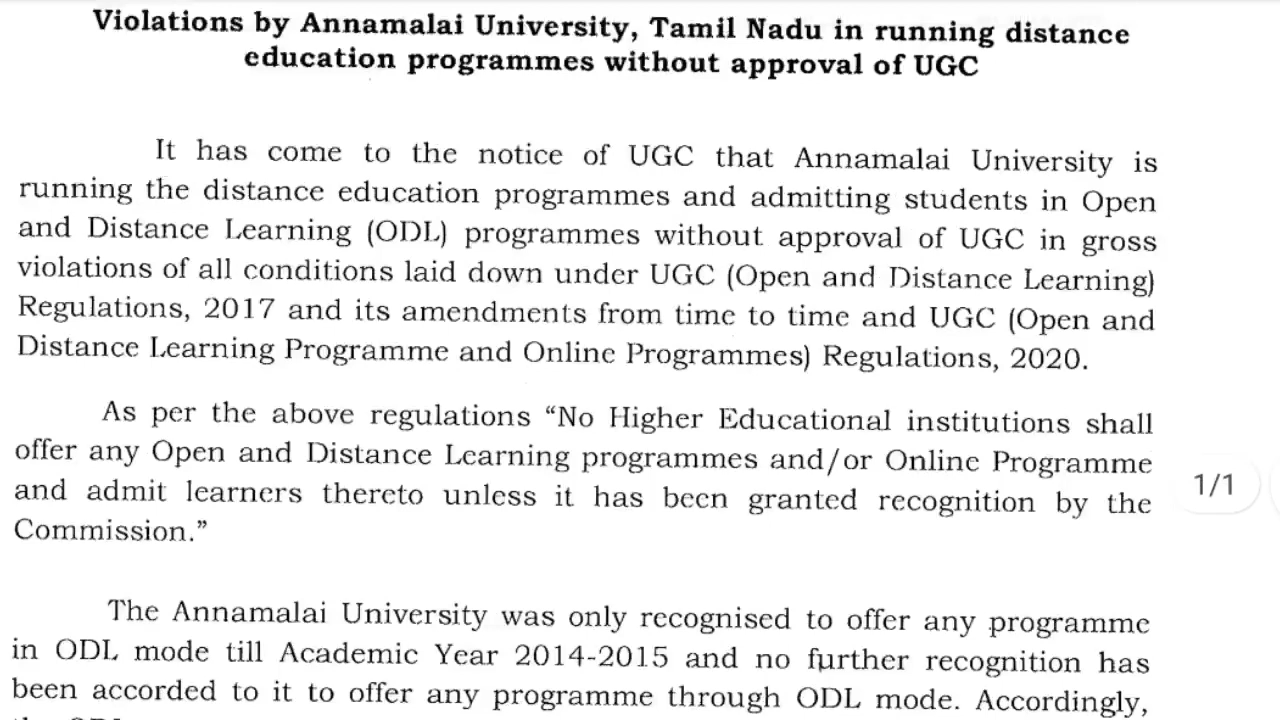 Violations by Annamalai University, Tamil Nadu in running distance
education programmes without approval of UGC
It has come to the notice of UGC that Annamalai University is
running the distance education programmes and admitting students in Open
and Distance Learning (ODL) programmes without approval of UGC in gross
violations of all conditions laid down under UGC (Open and Distance Learning)
Regulations, 2017 and its amendments from time to time and UGC (Open and
Distance Learning Programme and Online Programmes) Regulations, 2020.
As per the above regulations “No Higher Educational institutions shall
offer any Open and Distance Learning programmes and/or Online Programme
and admit learners thereto unless it has been granted recognition by the
Commission.”
1/1
The Annamalai University was only recognised to offer any programme
in ODL mode till Academic Year 2014-2015 and no further recognition has
been accorded to it to offer any programme through ODL mode. Accordingly,